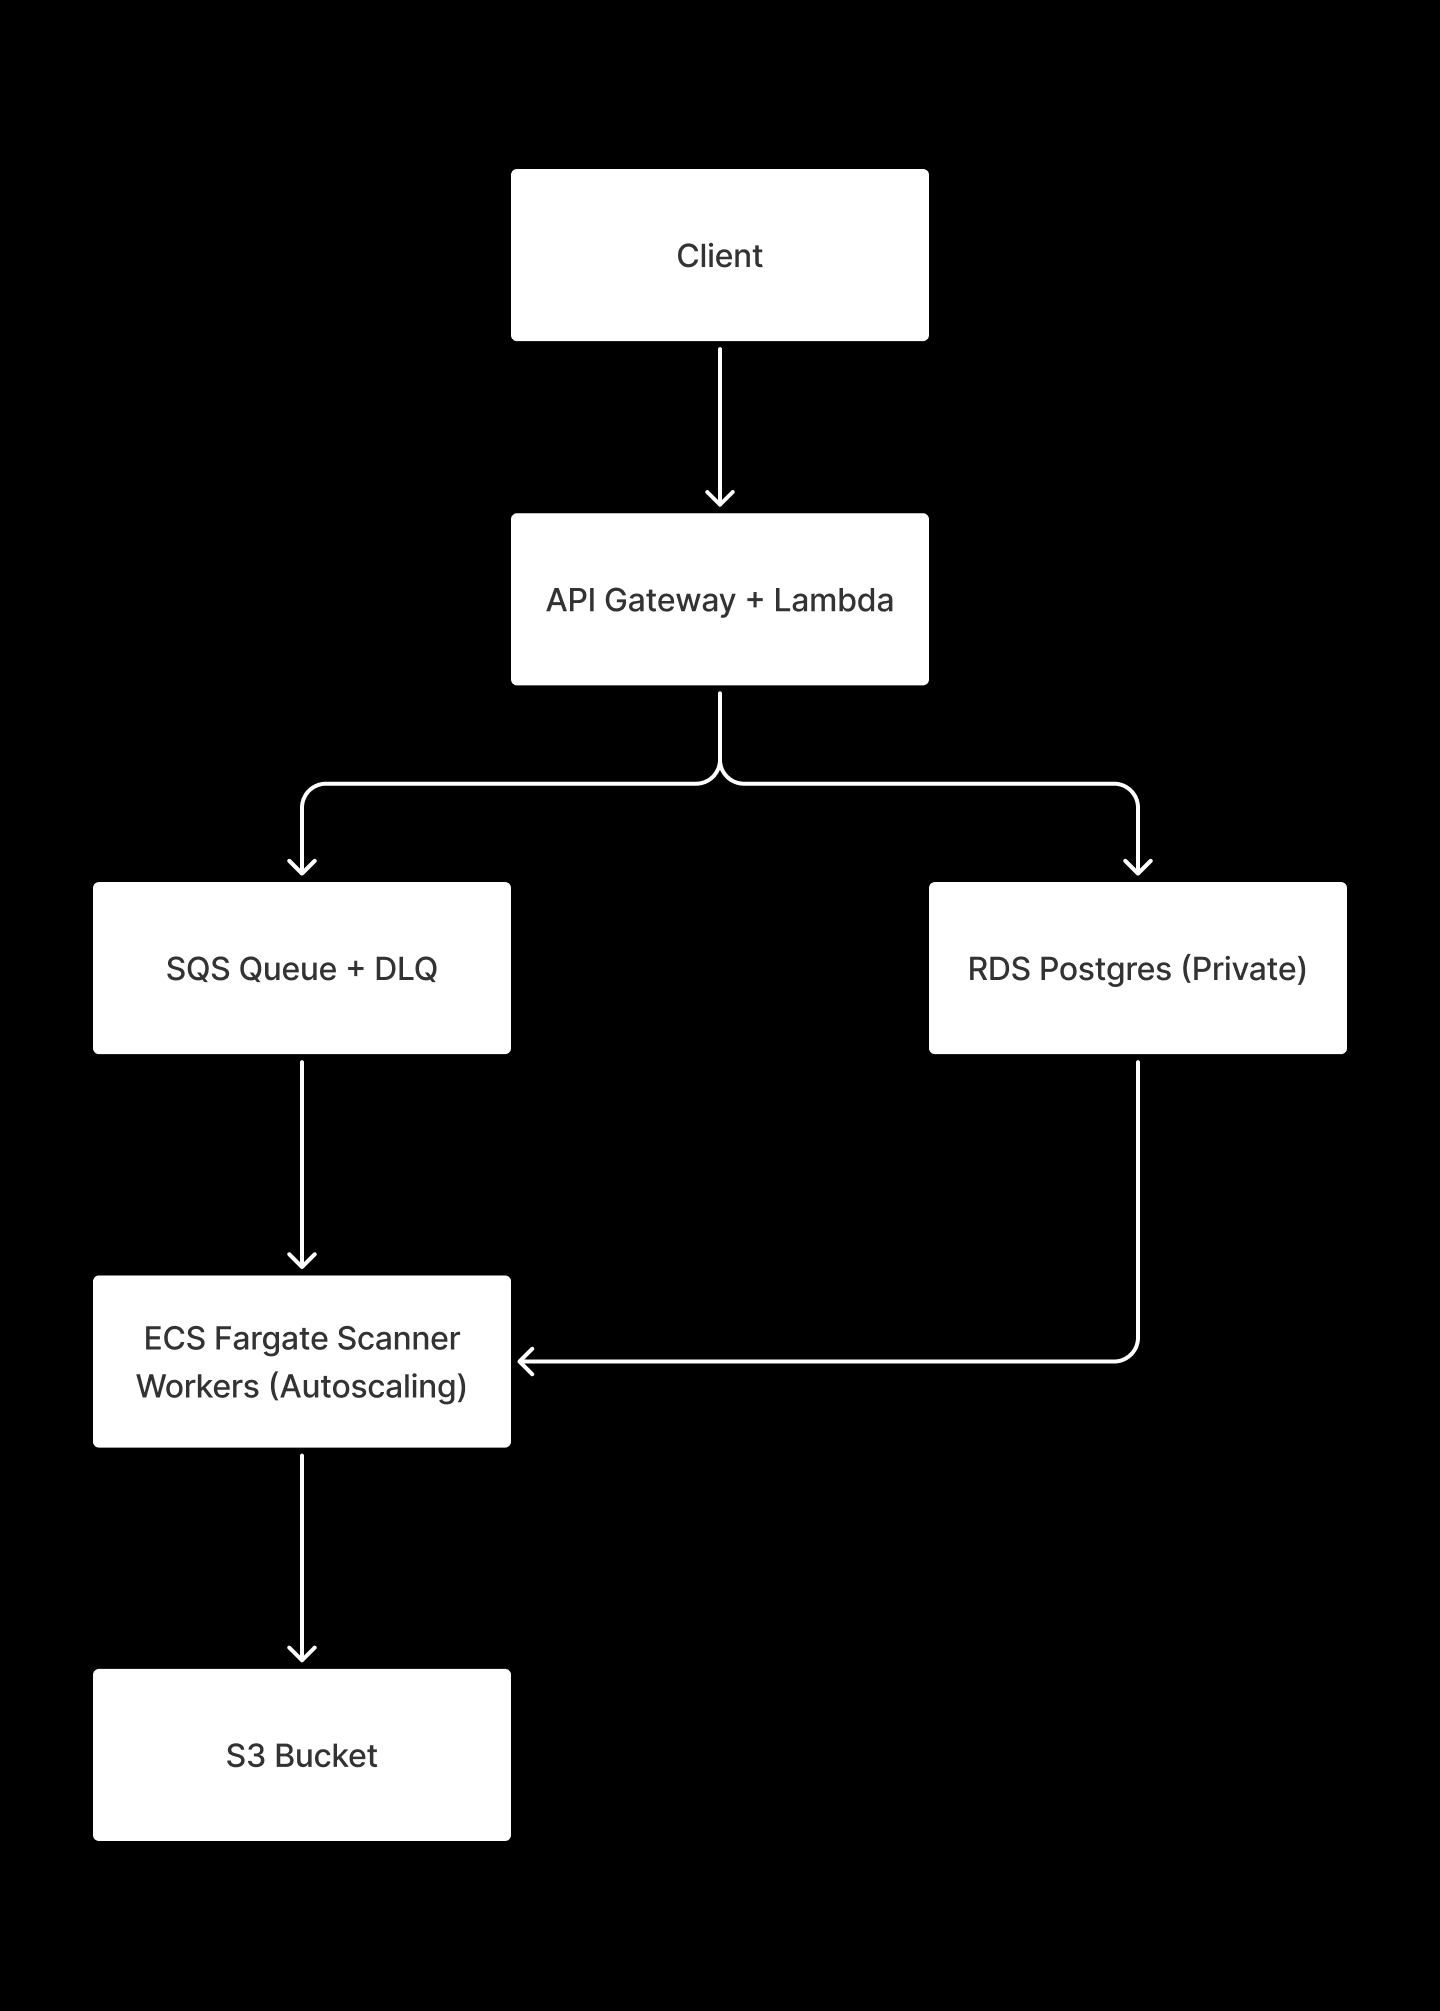 Client
API Gateway + Lambda
SQS Queue + DLQ
RDS Postgres (Private)
ECS Fargate Scanner
Workers (Autoscaling)
S3 Bucket